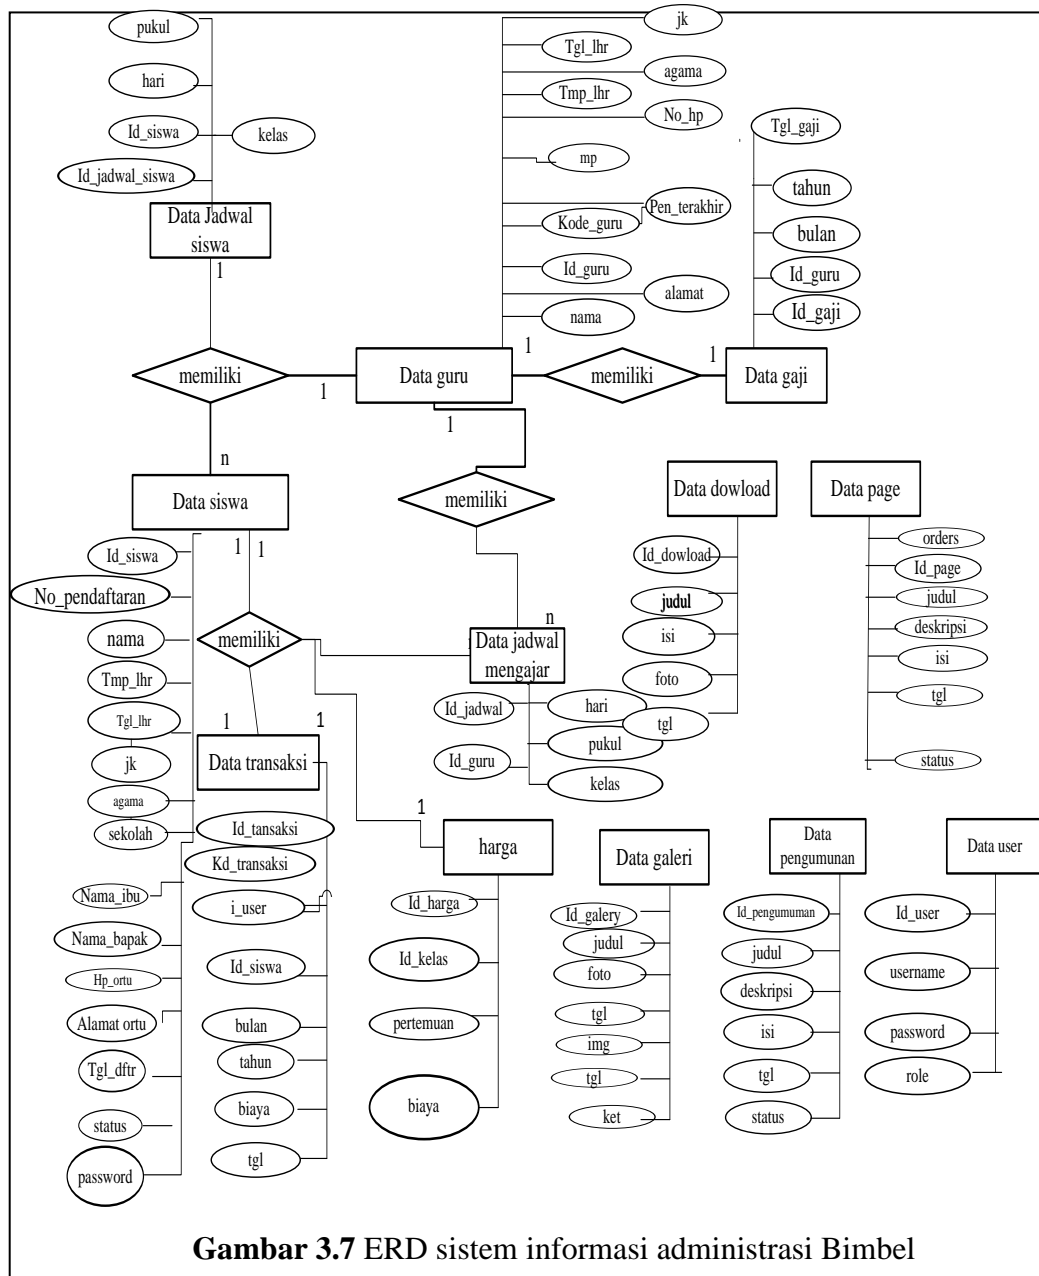 pukul
hari
Id_siswa
kelas
Id_jadwal_siswa
Data Jadwal
siswa
1
memiliki
1
n
jk
Tgl_lhr
agama
Tmp_lhr
No_hp
mp
Pen_terakhir
Kode_guru
Id_guru
alamat
nama
Data guru
1
1
memiliki
1
Tgl_gaji
tahun
bulan
Id_guru
Id_gaji
Data gaji
memiliki
n
Data siswa
1
1
Id_siswa
No_pendaftaran
nama
Tmp_lhr
Tgl_lhr
jk
agama
sekolah
Nama_ibu
Nama_bapak
Hp_ortu
Alamat ortu
Tgl_dftr
status
password
memiliki
1
1
Data transaksi
Id_tansaksi
Kd_transaksi
i_user
Id_siswa
bulan
tahun
biaya
tgl
Data jadwal
mengajar
Id_jadwal
hari
pukul
Id_guru
kelas
Data dowload
Id_dowload
judul
isi
foto
tgl
Data page
orders
Id_page
judul
deskripsi
isi
tgl
status
1
harga
Id_harga
Id_kelas
pertemuan
biaya
Data galeri
Id_galery
judul
foto
tgl
img
tgl
ket
Data
pengumunan
Id_pengumuman
judul
deskripsi
isi
tgl
status
Data user
Id_user
username
password
role
Gambar 3.7 ERD sistem informasi administrasi Bimbel